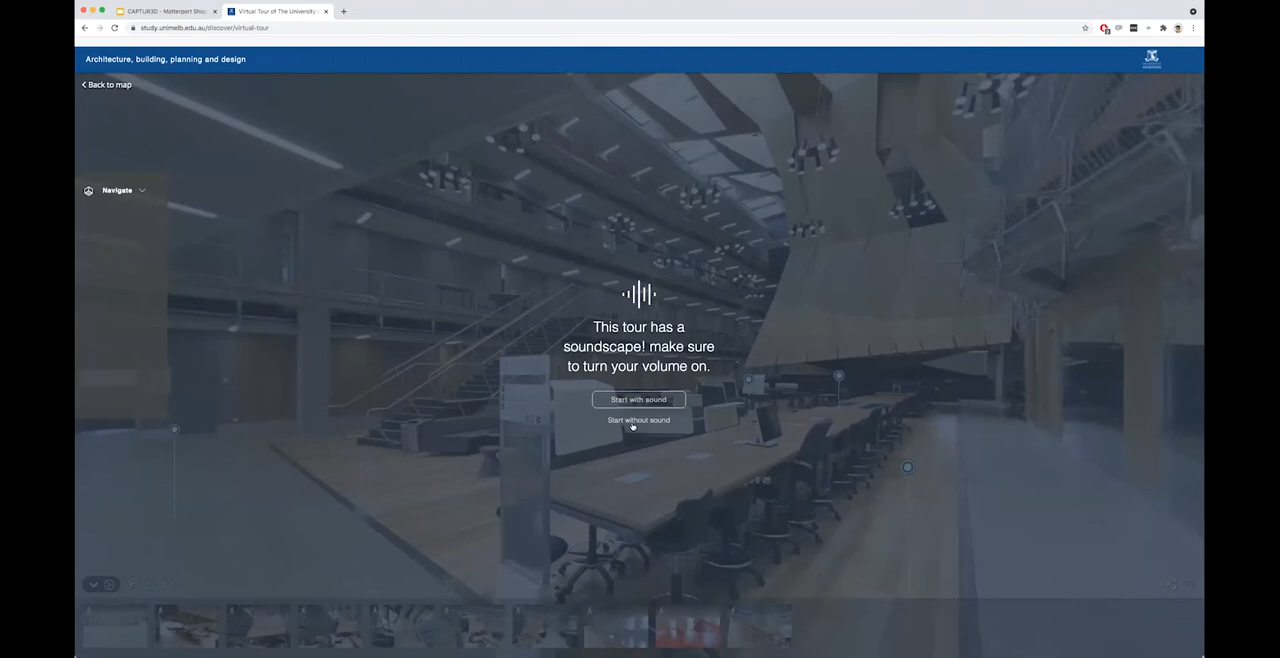 CAPTUR3D - Matterport Shop
Virtual Tour of The University
study.unimelb.edu.au/discover/virtual-tour
Architecture, building, planning and design
Back to map
Navigate
This tour has a
soundscape! make sure
to turn your volume on.
Start with sound
Start without sound